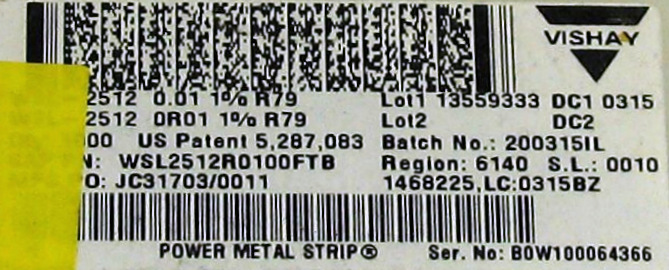 VISHAY
2512 0.01 1% R79 Lot1 13559333 DC1 0315
2512 0R01 1% R79 Lot2 DC2
000 US Patent 5,287,083 Batch No.: 200315IL
N: WSL2512R0100FTB Region: 6140 S.L.: 0010
O: JC31703/0011 1468225,LC:0315BZ
POWER METAL STRIP® Ser. No: B0W100064366